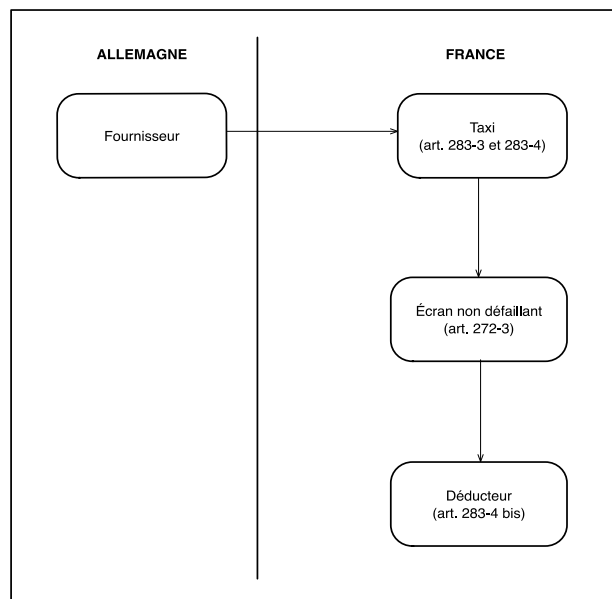 ALLEMAGNE
FRANCE
Fournisseur
Taxi
(art. 283-3 et 283-4)
Écran non défaillant
(art. 272-3)
Déducteur
(art. 283-4 bis)